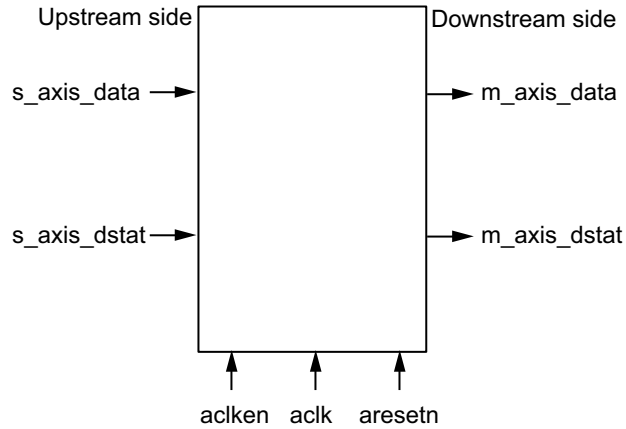 Upstream side
Downstream side
s_axis_data
m_axis_data
s_axis_dstat
m_axis_dstat
aclken aclk aresetn